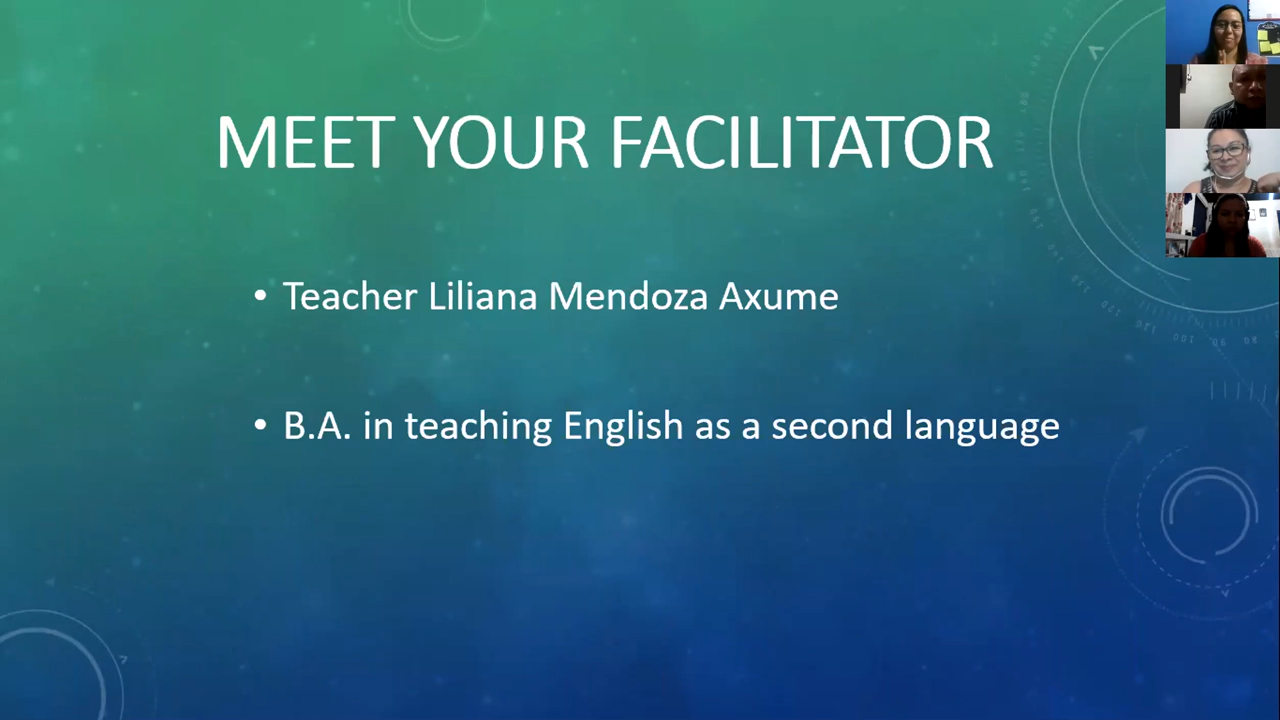 MEET YOUR FACILITATOR
• Teacher Liliana Mendoza Axume
• B.A. in teaching English as a second language